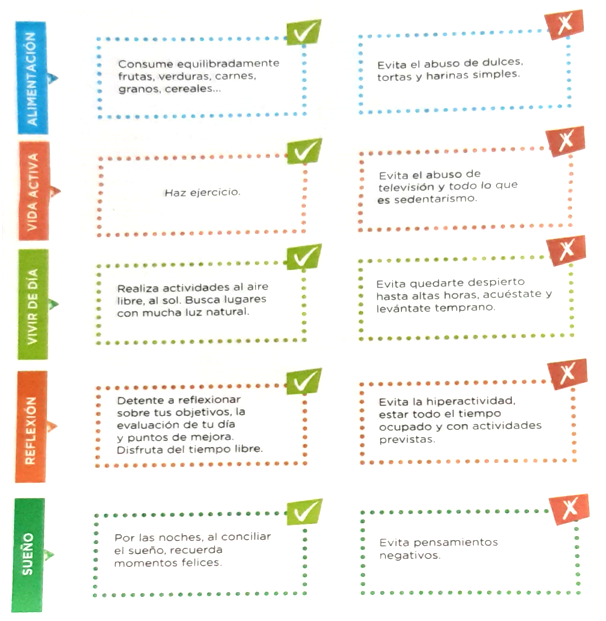 ALIMENTACIÓN
Consume equilibradamente
frutas, verduras, carnes,
granos, cereales...
Evita el abuso de dulces,
tortas y harinas simples.
VIDA ACTIVA
Haz ejercicio.
Evita el abuso de
televisión y todo lo que
es sedentarismo.
VIVIR DE DÍA
Realiza actividades al aire
libre, al sol. Busca lugares
con mucha luz natural.
Evita quedarte despierto
hasta altas horas, acuéstate y
levántate temprano.
REFLEXIÓN
Detente a reflexionar
sobre tus objetivos, la
evaluación de tu día
y puntos de mejora.
Disfruta del tiempo libre.
Evita la hiperactividad,
estar todo el tiempo
ocupado y con actividades
previstas.
SUEÑO
Por las noches, al conciliar
el sueño, recuerda
momentos felices.
Evita pensamientos
negativos.